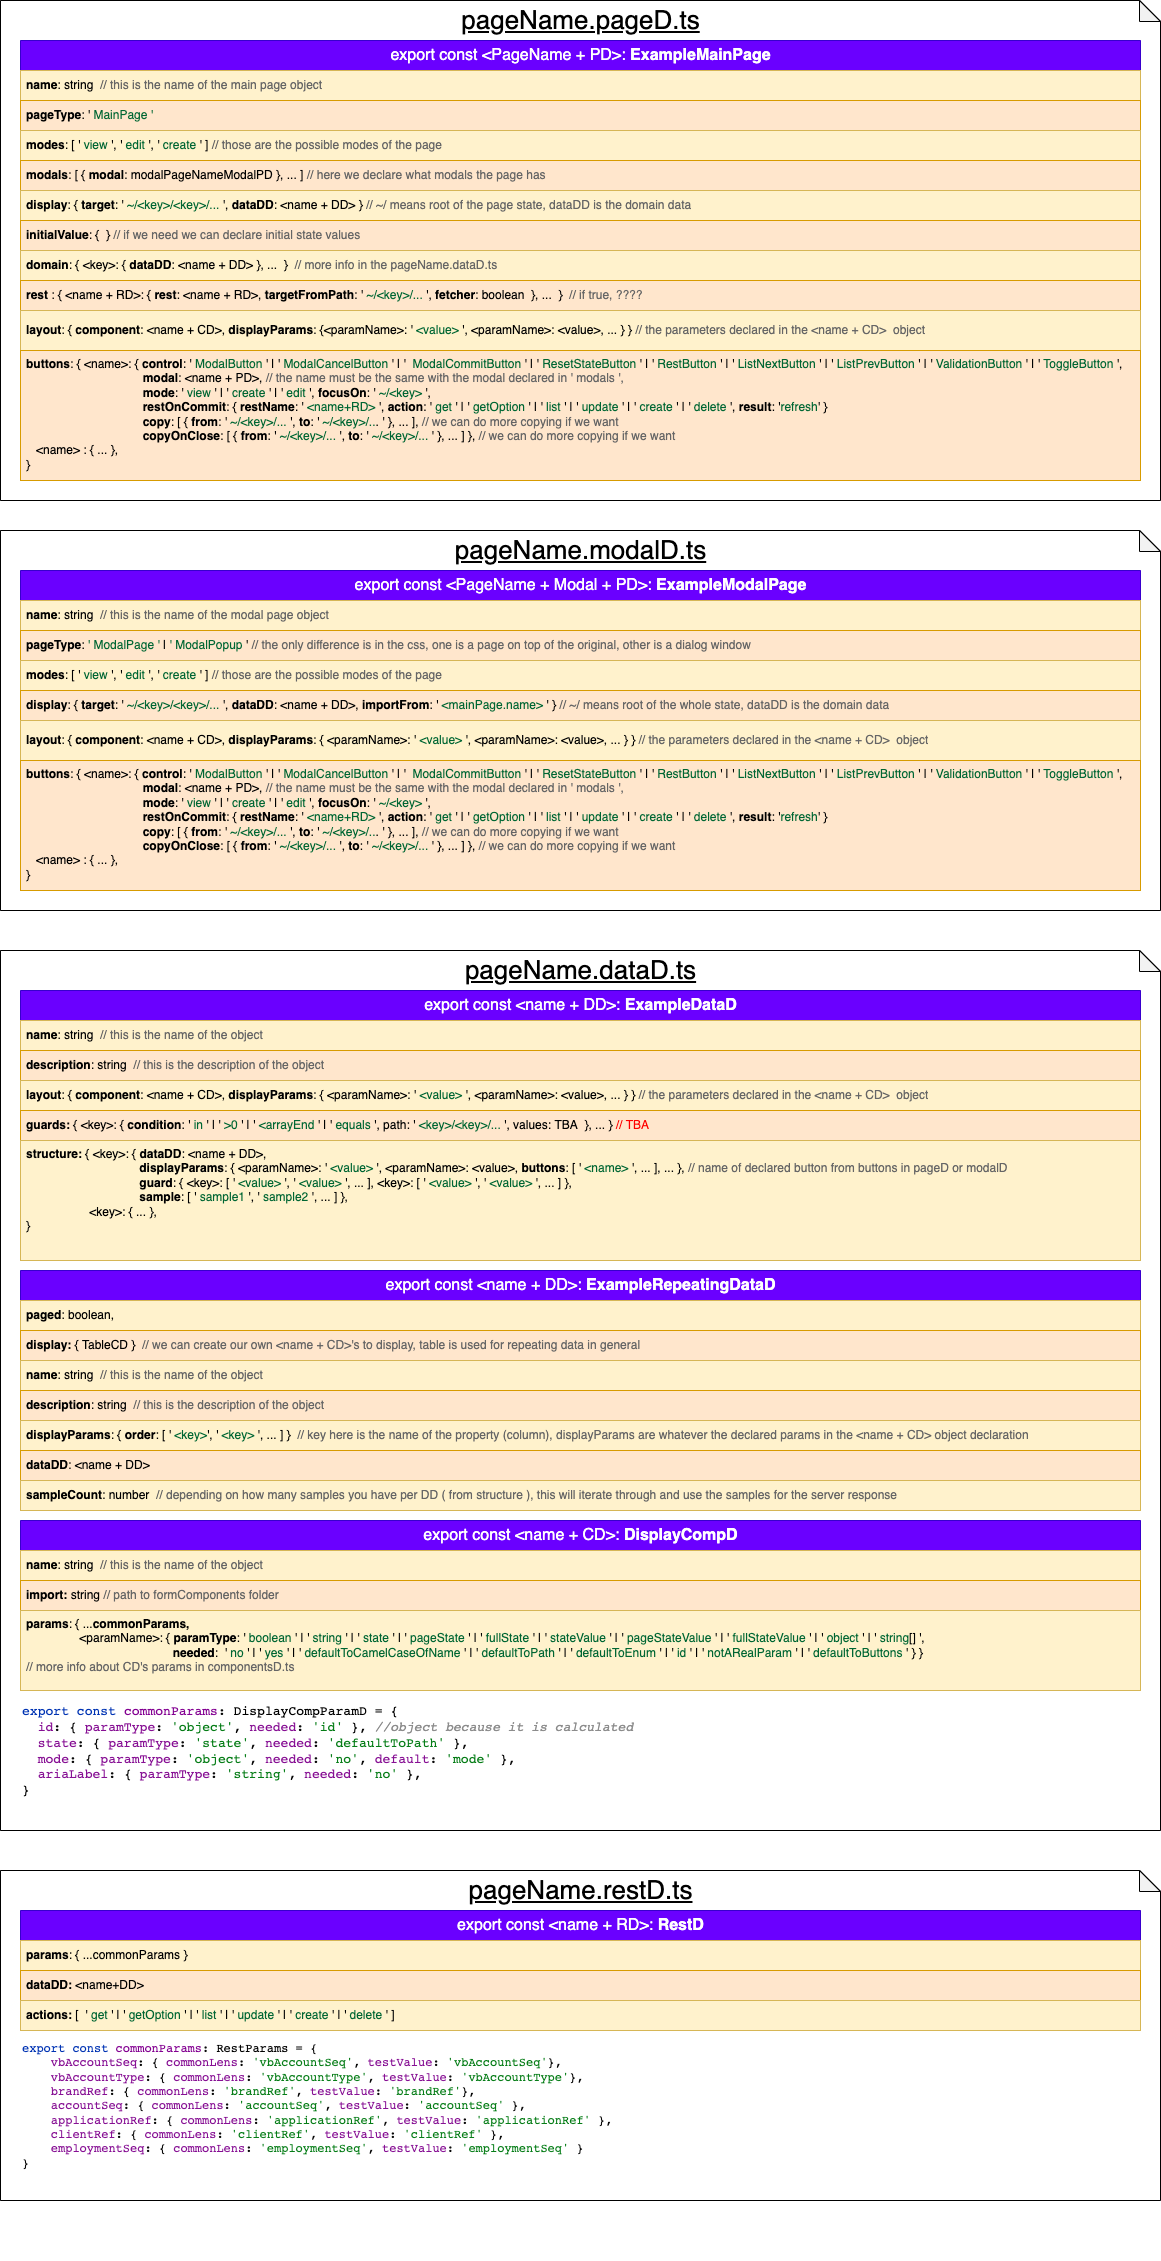 pageName.pageD.ts
export const <PageName + PD>: ExampleMainPage
name: string // this is the name of the main page object
pageType: ' MainPage '
modes: [ ' view ', ' edit ', ' create ' ] // those are the possible modes of the page
modals: [ { modal: modalPageNameModalPD }, ... ] // here we declare what modals the page has
display: { target: ' ~/<key>/<key>/... ', dataDD: <name + DD> } // ~/ means root of the page state, dataDD is the domain data
initialValue: { } // if we need we can declare initial state values
domain: { <key>: { dataDD: <name + DD> }, ... } // more info in the pageName.dataD.ts
rest : { <name + RD>: { rest: <name + RD>, targetFromPath: ' ~/<key>/... ', fetcher: boolean }, ... } // if true, ????
layout: { component: <name + CD>, displayParams: {<paramName>: ' <value> ', <paramName>: <value>, ... } } // the parameters declared in the <name + CD> object
buttons: { <name>: { control: ' ModalButton ' | ' ModalCancelButton ' | ' ModalCommitButton ' | ' ResetStateButton ' | ' RestButton ' | ' ListNextButton ' | ' ListPrevButton ' | ' ValidationButton ' | ' ToggleButton ',
modal: <name + PD>, // the name must be the same with the modal declared in ' modals ',
mode: ' view ' | ' create ' | ' edit ', focusOn: ' ~/<key> ',
restOnCommit: { restName: ' <name+RD> ', action: ' get ' | ' getOption ' | ' list ' | ' update ' | ' create ' | ' delete ', result: 'refresh' }
copy: [ { from: ' ~/<key>/... ', to: ' ~/<key>/... ' }, ... ], // we can do more copying if we want
copyOnClose: [ { from: ' ~/<key>/... ', to: ' ~/<key>/... ' }, ... ] }, // we can do more copying if we want
<name> : { ... },
}
pageName.modalD.ts
export const <PageName + Modal + PD>: ExampleModalPage
name: string // this is the name of the modal page object
pageType: ' ModalPage ' | ' ModalPopup ' // the only difference is in the css, one is a page on top of the original, other is a dialog window
modes: [ ' view ', ' edit ', ' create ' ] // those are the possible modes of the page
display: { target: ' ~/<key>/<key>/... ', dataDD: <name + DD>, importFrom: ' <mainPage.name> ' } // ~/ means root of the whole state, dataDD is the domain data
layout: { component: <name + CD>, displayParams: { <paramName>: ' <value> ', <paramName>: <value>, ... } } // the parameters declared in the <name + CD> object
buttons: { <name>: { control: ' ModalButton ' | ' ModalCancelButton ' | ' ModalCommitButton ' | ' ResetStateButton ' | ' RestButton ' | ' ListNextButton ' | ' ListPrevButton ' | ' ValidationButton ' | ' ToggleButton ',
modal: <name + PD>, // the name must be the same with the modal declared in ' modals ',
mode: ' view ' | ' create ' | ' edit ', focusOn: ' ~/<key> ',
restOnCommit: { restName: ' <name+RD> ', action: ' get ' | ' getOption ' | ' list ' | ' update ' | ' create ' | ' delete ', result: 'refresh' }
copy: [ { from: ' ~/<key>/... ', to: ' ~/<key>/... ' }, ... ], // we can do more copying if we want
copyOnClose: [ { from: ' ~/<key>/... ', to: ' ~/<key>/... ' }, ... ] }, // we can do more copying if we want
<name> : { ... },
}
pageName.dataD.ts
export const <name + DD>: ExampleDataD
name: string // this is the name of the object
description: string // this is the description of the object
layout: { component: <name + CD>, displayParams: { <paramName>: ' <value> ', <paramName>: <value>, ... } } // the parameters declared in the <name + CD> object
guards: { <key>: { condition: ' in ' | ' >0 ' | ' <arrayEnd ' | ' equals ', path: ' <key>/<key>/... ', values: TBA }, ... } // TBA
structure: { <key>: { dataDD: <name + DD>,
displayParams: { <paramName>: ' <value> ', <paramName>: <value>, buttons: [ ' <name> ', ... ], ... }, // name of declared button from buttons in pageD or modalD
guard: { <key>: [ ' <value> ', ' <value> ', ... ], <key>: [ ' <value> ', ' <value> ', ... ] },
sample: [ ' sample1 ', ' sample2 ', ... ] },
<key>: { ... },
}
export const <name + DD>: ExampleRepeatingDataD
paged: boolean,
display: { TableCD } // we can create our own <name + CD>'s to display, table is used for repeating data in general
name: string // this is the name of the object
description: string // this is the description of the object
displayParams: { order: [ ' <key>', ' <key> ', ... ] } // key here is the name of the property (column), displayParams are whatever the declared params in the <name + CD> object declaration
dataDD: <name + DD>
sampleCount: number // depending on how many samples you have per DD ( from structure ), this will iterate through and use the samples for the server response
export const <name + CD>: DisplayCompD
name: string // this is the name of the object
import: string // path to formComponents folder
params: { ...commonParams,
<paramName>: { paramType: ' boolean ' | ' string ' | ' state ' | ' pageState ' | ' fullState ' | ' stateValue ' | ' pageStateValue ' | ' fullStateValue ' | ' object ' | ' string[] ',
needed: ' no ' | ' yes ' | ' defaultToCamelCaseOfName ' | ' defaultToPath ' | ' defaultToEnum ' | ' id ' | ' notARealParam ' | ' defaultToButtons ' } }
// more info about CD's params in componentsD.ts
export const commonParams: DisplayCompParamD = {
id: { paramType: 'object', needed: 'id' }, //object because it is calculated
state: { paramType: 'state', needed: 'defaultToPath' },
mode: { paramType: 'object', needed: 'no', default: 'mode' },
ariaLabel: { paramType: 'string', needed: 'no' },
}
pageName.restD.ts
export const <name + RD>: RestD
params: { ...commonParams }
dataDD: <name+DD>
actions: [ ' get ' | ' getOption ' | ' list ' | ' update ' | ' create ' | ' delete ' ]
export const commonParams: RestParams = {
vbAccountSeq: { commonLens: 'vbAccountSeq', testValue: 'vbAccountSeq'},
vbAccountType: { commonLens: 'vbAccountType', testValue: 'vbAccountType'},
brandRef: { commonLens: 'brandRef', testValue: 'brandRef'},
accountSeq: { commonLens: 'accountSeq', testValue: 'accountSeq' },
applicationRef: { commonLens: 'applicationRef', testValue: 'applicationRef' },
clientRef: { commonLens: 'clientRef', testValue: 'clientRef' },
employmentSeq: { commonLens: 'employmentSeq', testValue: 'employmentSeq' }
}